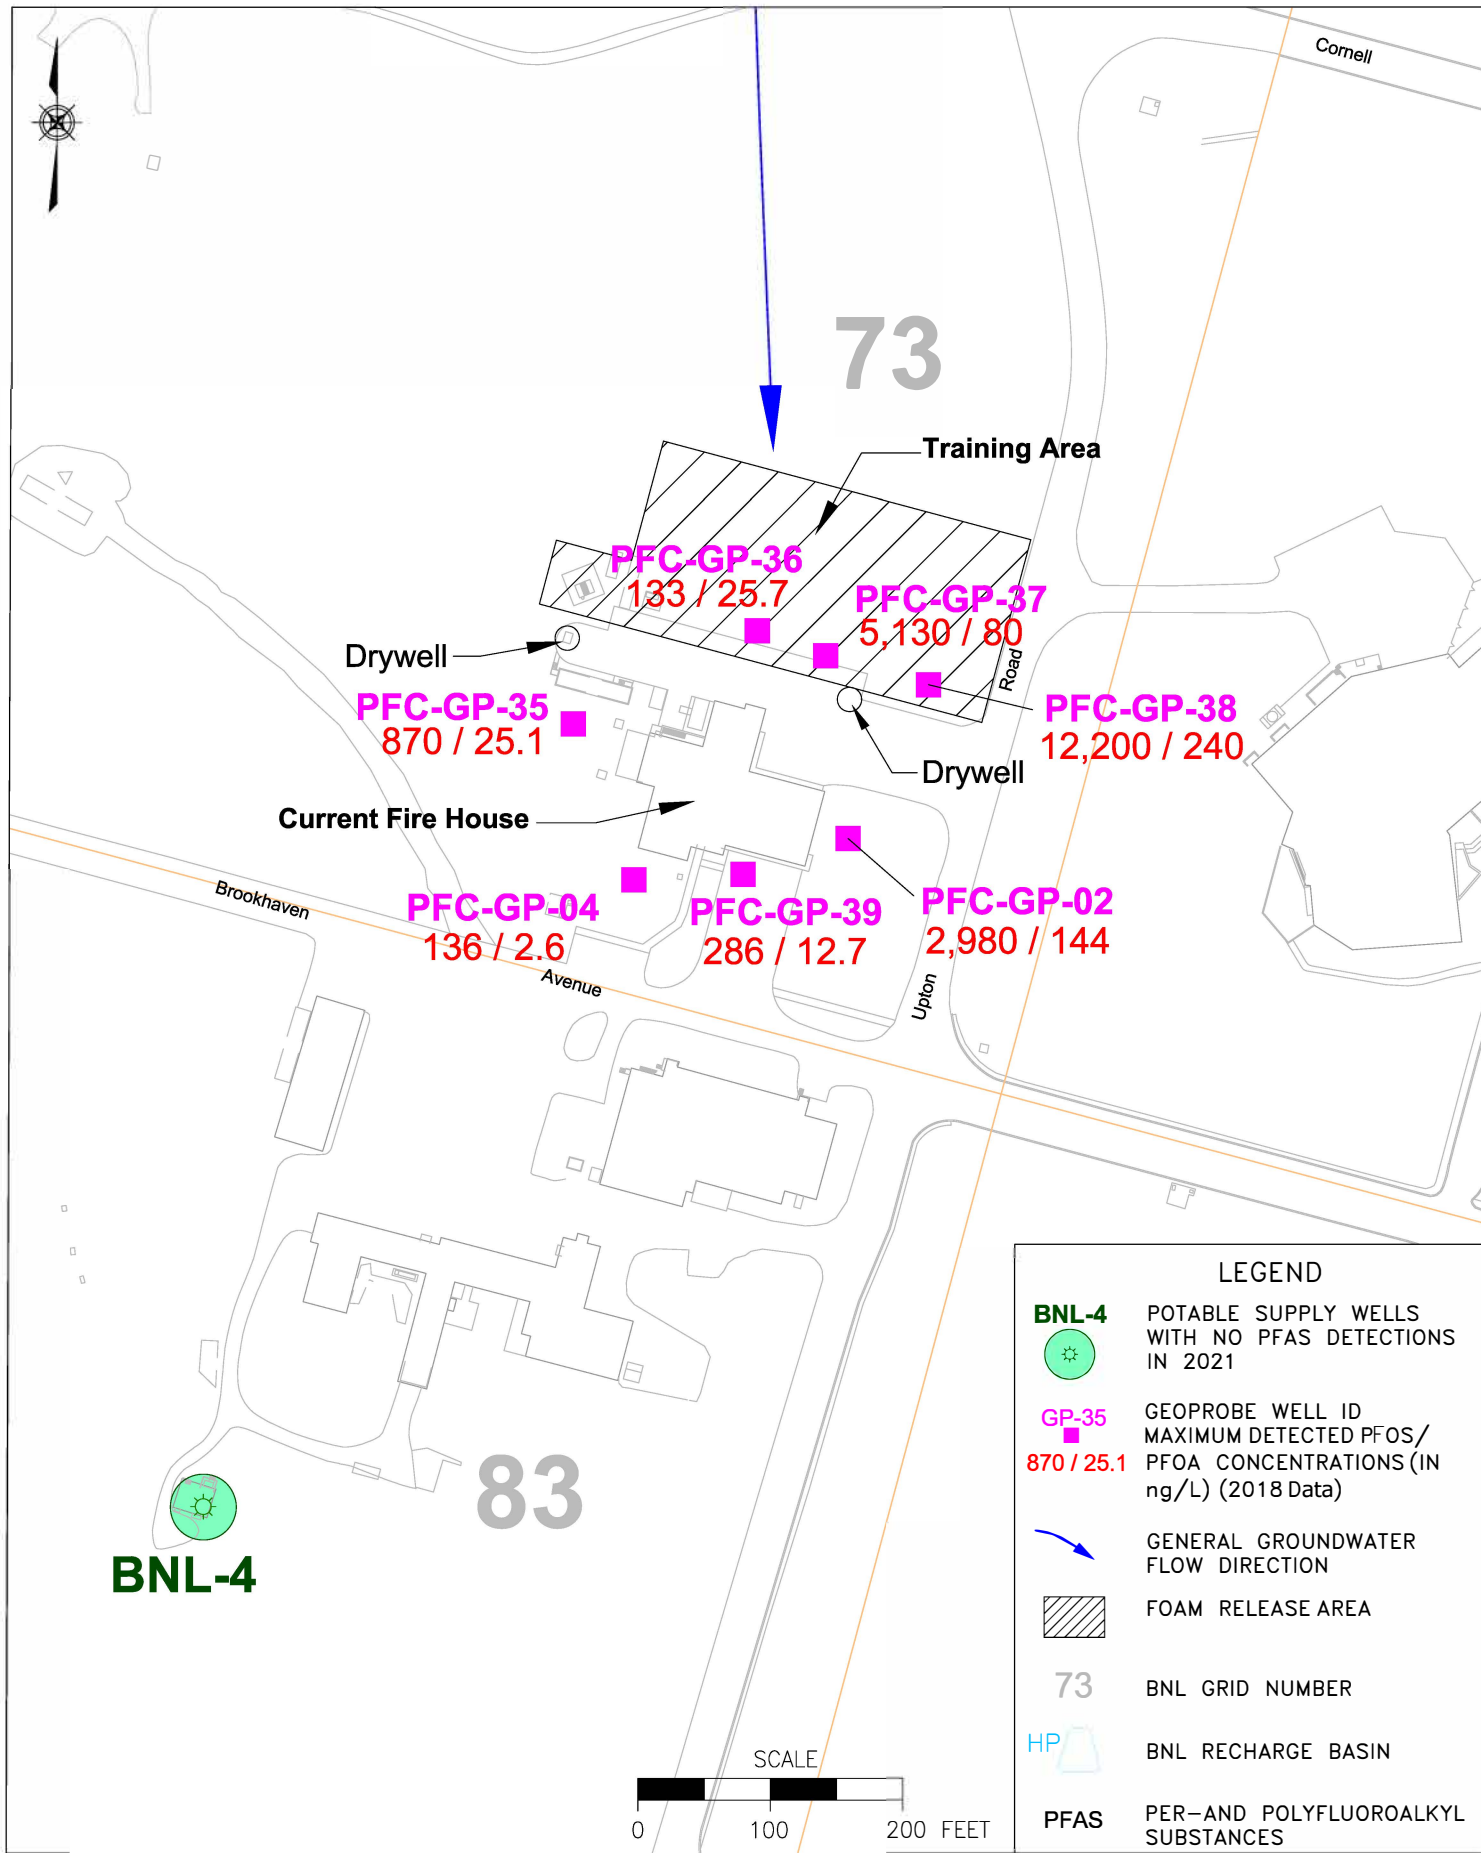 Cornell
73
Training Area
PFC-GP-36
133 / 25.7
PFC-GP-37
5,130 / 80
Drywell
Road
PFC-GP-35
870 / 25.1
PFC-GP-38
12,200 / 240
Drywell
Current Fire House
Brookhaven
PFC-GP-04
136 / 2.6
PFC-GP-39
286 / 12.7
PFC-GP-02
2,980 / 144
Avenue
Upton
83
BNL-4
SCALE
0 100 200 FEET
LEGEND
BNL-4 POTABLE SUPPLY WELLS
WITH NO PFAS DETECTIONS
IN 2021
GP-35 GEOPROBE WELL ID
MAXIMUM DETECTED PFOS/
870 / 25.1 PFOA CONCENTRATIONS (IN
ng/L) (2018 Data)
GENERAL GROUNDWATER
FLOW DIRECTION
FOAM RELEASE AREA
73 BNL GRID NUMBER
HP BNL RECHARGE BASIN
PFAS PER-AND POLYFLUOROALKYL
SUBSTANCES